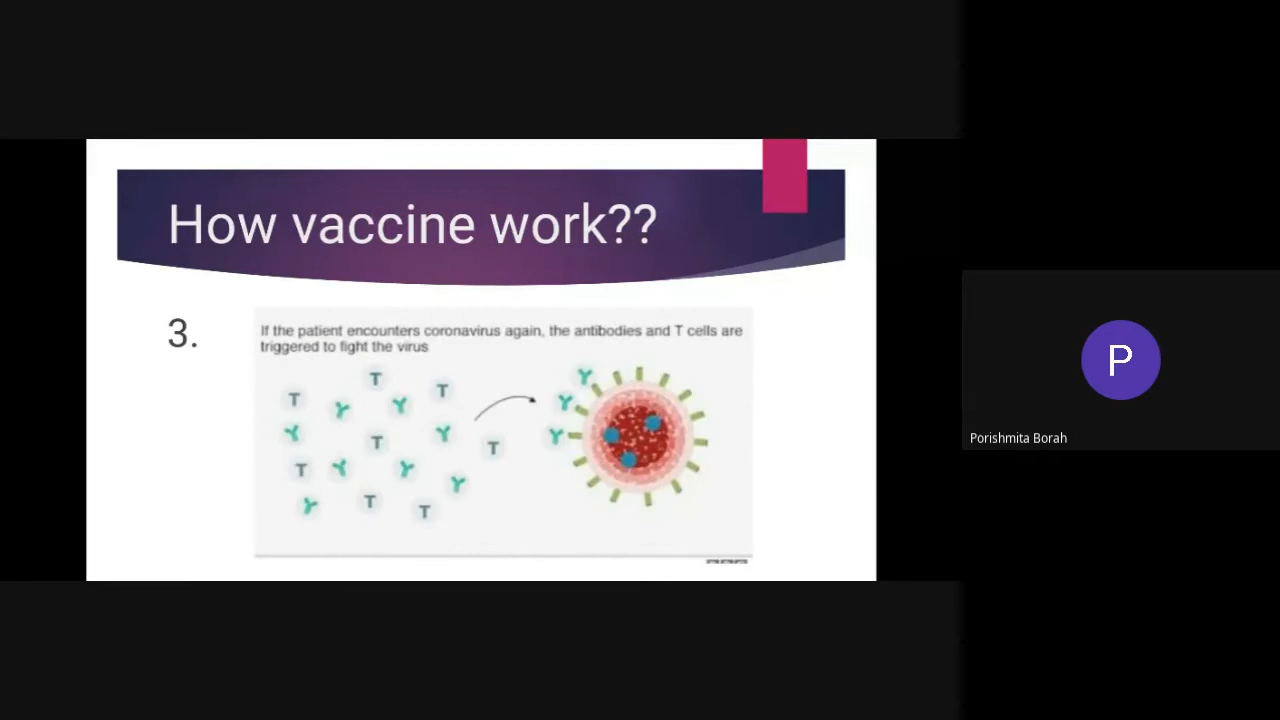 How vaccine work??
3.
If the patient encounters coronavirus again, the antibodies and T cells are
triggered to fight the virus
T
T
T
T
T
T
T
T
P
Porishmita Borah